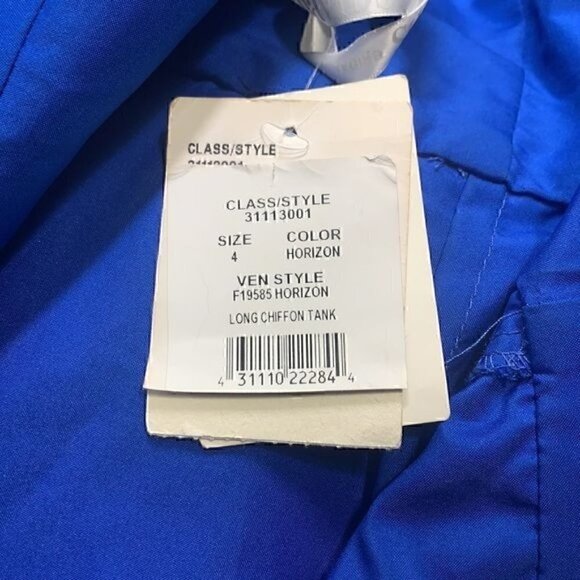 CLASS/STYLE
31113001
CLASS/STYLE
31113001
SIZE COLOR
4 HORIZON
VEN STYLE
F19585 HORIZON
LONG CHIFFON TANK
4 31110 22284 4